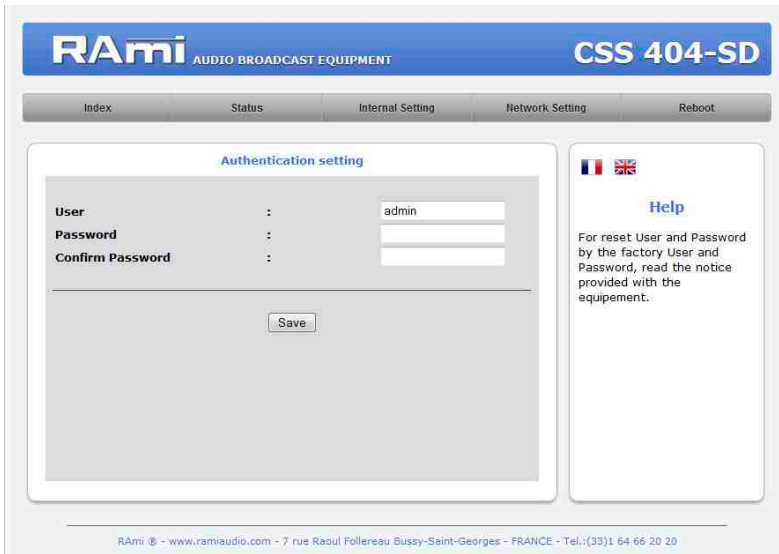 RAmi AUDIO BROADCAST EQUIPMENT CSS 404-SD
Index Status Internal Setting Network Setting Reboot
Authentication setting
User : admin
Password :
Confirm Password :
Save
Help
For reset User and Password
by the factory User and
Password, read the notice
provided with the
equipement.
RAmi ® - www.ramiaudio.com - 7 rue Raoul Follereau Bussy-Saint-Georges - FRANCE - Tel.:(33)1 64 66 20 20